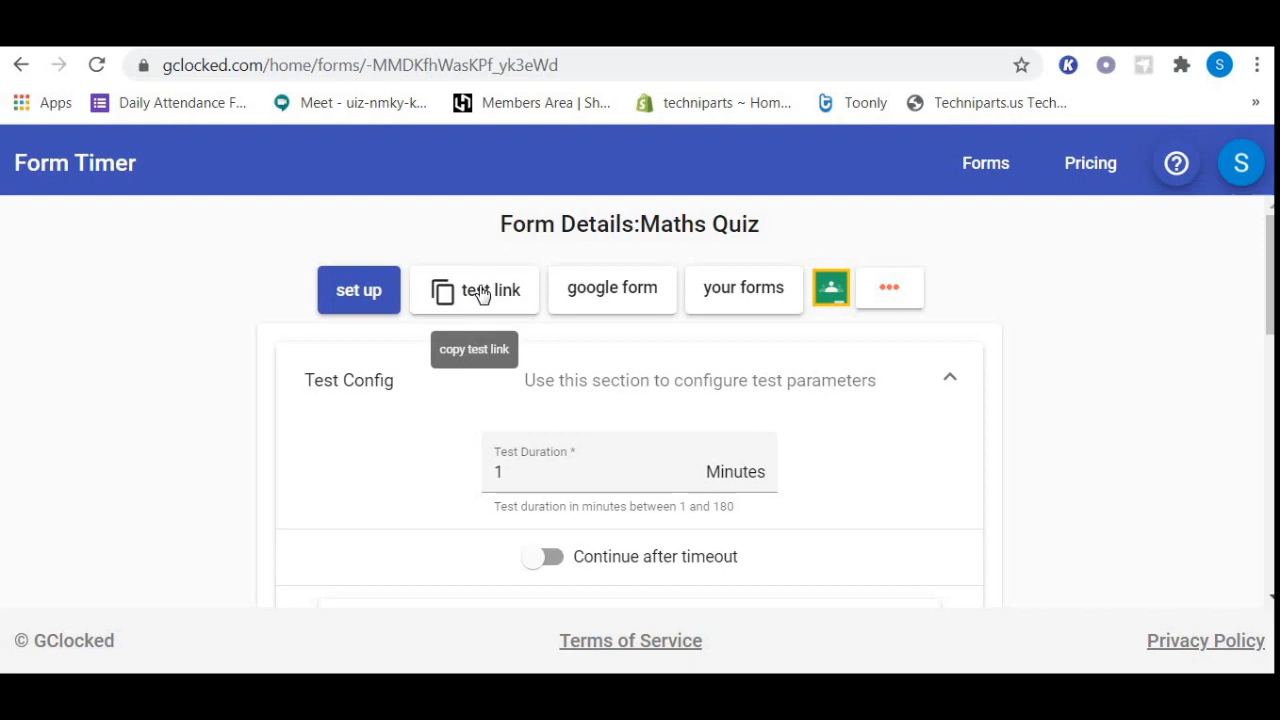 gclocked.com/home/forms/-MMDKfhWasKPf_yk3eWd
K
S
Apps
Daily Attendance F...
Meet - uiz-nmky-k...
Members Area | Sh...
techniparts ~ Hom...
Toonly
Techniparts.us Tech...
»
Form Timer
Forms
Pricing
?
S
Form Details:Maths Quiz
set up
test link
google form
your forms
copy test link
Test Config
Use this section to configure test parameters
Test Duration *
1
Minutes
Test duration in minutes between 1 and 180
Continue after timeout
© GClocked
Terms of Service
Privacy Policy